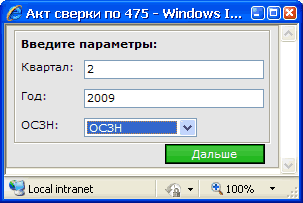 Акт сверки по 475 - Windows I...
Введите параметры:
Квартал: 2
Год: 2009
ОСЗН: ОСЗН
Дальше
Local intranet 100%